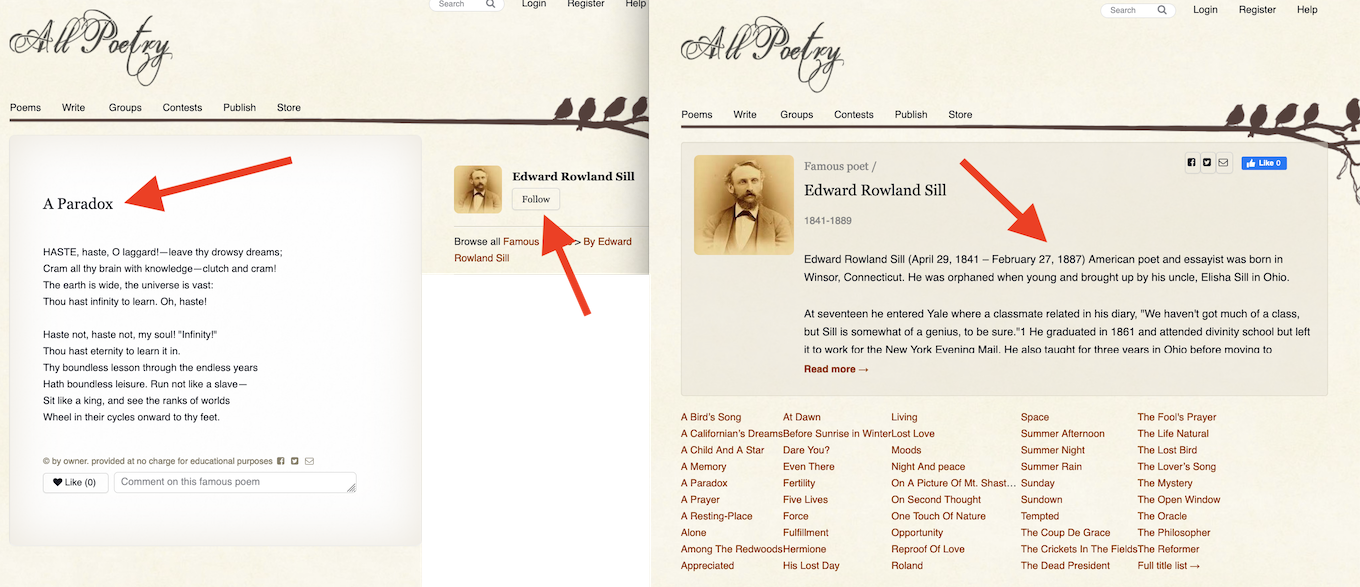 Search
Login
Register
Help
All Poetry
Poems
Write
Groups
Contests
Publish
Store
A Paradox
HASTE, haste, O laggard!—leave thy drowsy dreams;
Cram all thy brain with knowledge—clutch and cram!
The earth is wide, the universe is vast:
Thou hast infinity to learn. Oh, haste!
Haste not, haste not, my soul! "Infinity!"
Thou hast eternity to learn it in.
Thy boundless lesson through the endless years
Hath boundless leisure. Run not like a slave—
Sit like a king, and see the ranks of worlds
Wheel in their cycles onward to thy feet.
© by owner. provided at no charge for educational purposes
Like (0)
Comment on this famous poem
Edward Rowland Sill
Follow
Browse all Famous > By Edward
Rowland Sill
Search
Login
Register
Help
All Poetry
Poems
Write
Groups
Contests
Publish
Store
Famous poet /
Edward Rowland Sill
1841-1889
Like 0
Edward Rowland Sill (April 29, 1841 – February 27, 1887) American poet and essayist was born in
Winsor, Connecticut. He was orphaned when young and brought up by his uncle, Elisha Sill in Ohio.
At seventeen he entered Yale where a classmate related in his diary, "We haven't got much of a class,
but Sill is somewhat of a genius, to be sure."1 He graduated in 1861 and attended divinity school but left
it to work for the New York Evening Mail. He also taught for three years in Ohio before moving to
Read more →
A Bird's Song
A Californian's Dreams
A Child And A Star
A Memory
A Paradox
A Prayer
A Resting-Place
Alone
Among The Redwoods
Appreciated
At Dawn
Before Sunrise in Winter
Dare You?
Even There
Fertility
Five Lives
Force
Fulfillment
Hermione
His Lost Day
Living
Lost Love
Moods
Night And peace
On A Picture Of Mt. Shast...
On Second Thought
One Touch Of Nature
Opportunity
Reproof Of Love
Roland
Space
Summer Afternoon
Summer Night
Summer Rain
Sunday
Sundown
Tempted
The Coup De Grace
The Crickets In The Fields
The Dead President
The Fool's Prayer
The Life Natural
The Lost Bird
The Lover's Song
The Mystery
The Open Window
The Oracle
The Philosopher
The Reformer
Full title list →